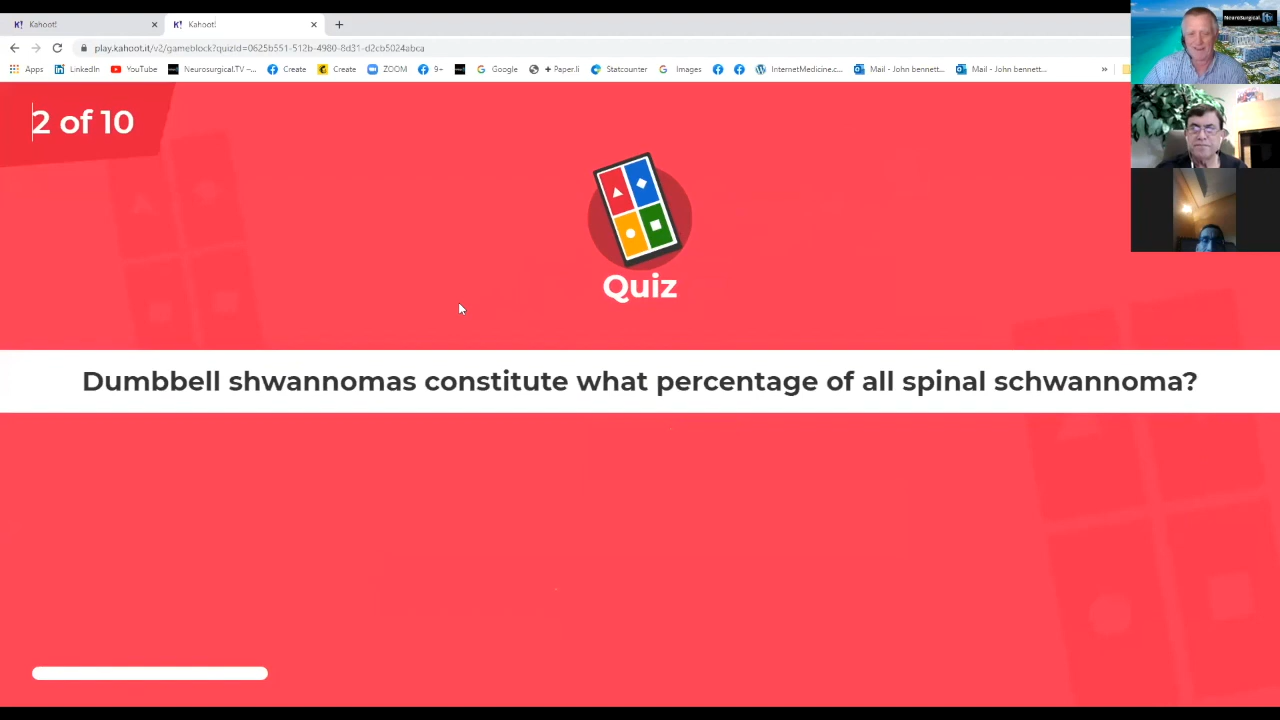 K! Kahoot!
K! Kahoot!
play.kahoot.it/v2/gameblock?quizId=0625b551-512b-4980-8d31-d2cb5024abca
Apps LinkedIn YouTube Neurosurgical.TV –... Create Create ZOOM 9+ Google + Paper.li Statcounter Images InternetMedicine.c... Mail - John bennett... Mail - John bennett... »
NeuroSurgical.
2 of 10
Quiz
Dumbbell shwannomas constitute what percentage of all spinal schwannoma?